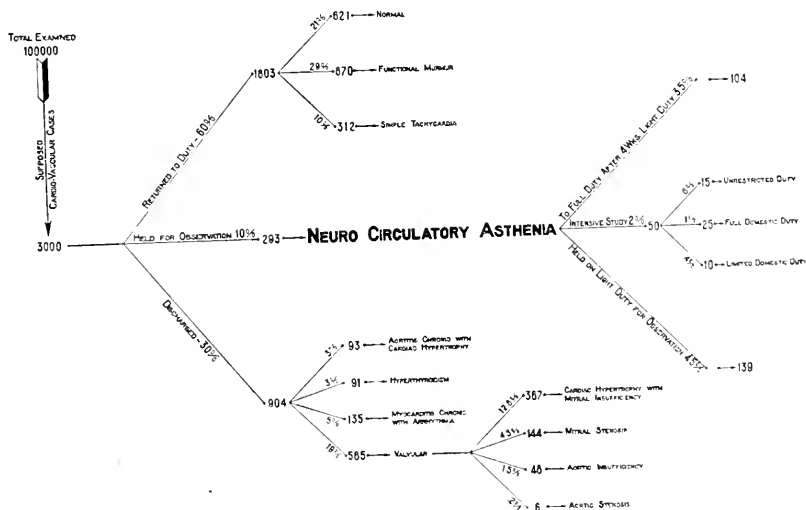 TOTAL EXAMINED
100000
SUPPOSED
CARDIO-VASCULAR CASES
3000
RETURNED TO DUTY - 60%
1803
21%
621
NORMAL
29%
870
FUNCTIONAL MURMUR
10%
312
SIMPLE TACHYCARDIA
HELD FOR OBSERVATION 10%
293
NEURO CIRCULATORY ASTHENIA
TO FULL DUTY AFTER 4 WKS. LIGHT DUTY 3.5%
104
INTENSIVE STUDY 2%
50
15
UNRESTRICTED DUTY
25
FULL DOMESTIC DUTY
10
LIMITED DOMESTIC DUTY
HELD ON LIGHT DUTY FOR OBSERVATION 4.5%
139
DISCHARGED - 30%
904
93
AORTITIS CHRONIC WITH
CARDIAC HYPERTROPHY
91
135
MYOCARDITIS CHRONIC
WITH ARRHYTHMIA
19%
585
VALVULAR
12.8%
387
CARDIAC HYPERTROPHY WITH
MITRAL INSUFFICIENCY
144
MITRAL STENOSIS
48
AORTIC INSUFFICIENCY
6
AORTIC STENOSIS